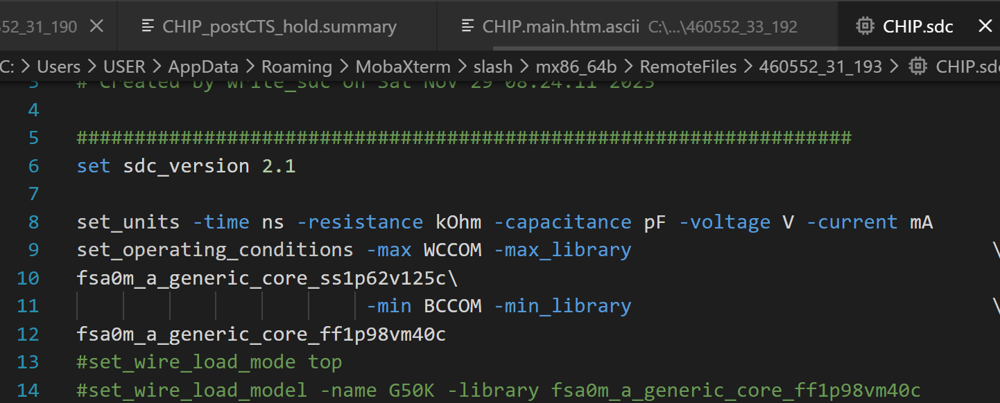 52_31_190
CHIP_postCTS_hold.summary
CHIP.main.htm.ascii C:\...\460552_33_192
CHIP.sdc
C: > Users > USER > AppData > Roaming > MobaXterm > slash > mx86_64b > RemoteFiles > 460552_31_193 > CHIP.sdc
3 # Created by write_sdc on Sat Nov 29 08:24:11 2025
4
5 ###################################################################
6 set sdc_version 2.1
7
8 set_units -time ns -resistance kOhm -capacitance pF -voltage V -current mA
9 set_operating_conditions -max WCCOM -max_library \
10 fsa0m_a_generic_core_ss1p62v125c\
11 -min BCCOM -min_library \
12 fsa0m_a_generic_core_ff1p98vm40c
13 #set_wire_load_mode top
14 #set_wire_load_model -name G50K -library fsa0m_a_generic_core_ff1p98vm40c